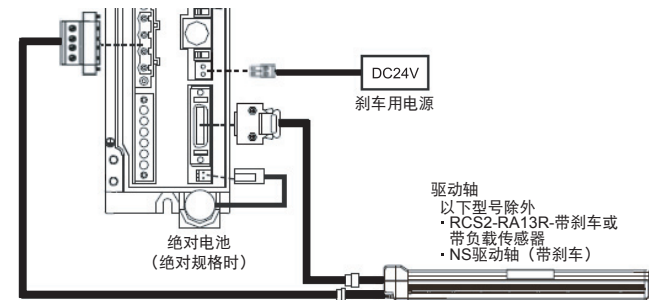 DC24V
刹车用电源
驱动轴
以下型号除外
・RCS2-RA13R-带刹车或
带负载传感器
・NS驱动轴（带刹车）
绝对电池
（绝对规格时）